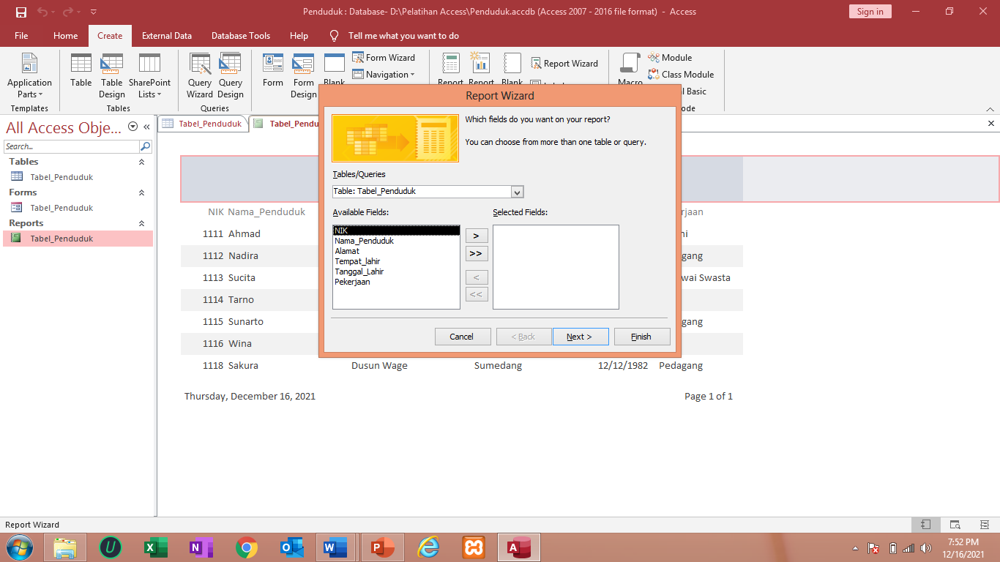 Penduduk : Database- D:\Pelatihan Access\Penduduk.accdb (Access 2007 - 2016 file format) - Access
Sign in
File Home Create External Data Database Tools Help Tell me what you want to do
Application Parts
Templates
Table
Table Design
SharePoint Lists
Tables
Query Wizard
Query Design
Queries
Form
Form Design
Blank
Form Wizard
Navigation
Report
Report
Blank
Report Wizard
Macro
Module
Class Module
l Basic
ode
All Access Obje...
Search...
Tables
Tabel_Penduduk
Forms
Tabel_Penduduk
Reports
Tabel_Penduduk
Tabel_Penduduk
Tabel_Pendu
NIK Nama_Penduduk rjaan
1111 Ahmad ni
1112 Nadira gang
1113 Sucita wai Swasta
1114 Tarno
1115 Sunarto gang
1116 Wina
1118 Sakura Dusun Wage Sumedang 12/12/1982 Pedagang
Thursday, December 16, 2021 Page 1 of 1
Report Wizard
Which fields do you want on your report?
You can choose from more than one table or query.
Tables/Queries
Table: Tabel_Penduduk
Available Fields:
NIK
Nama_Penduduk
Alamat
Tempat_lahir
Tanggal_Lahir
Pekerjaan
>
>>
<
<<
Selected Fields:
Cancel < Back Next > Finish
Report Wizard
7:52 PM
12/16/2021